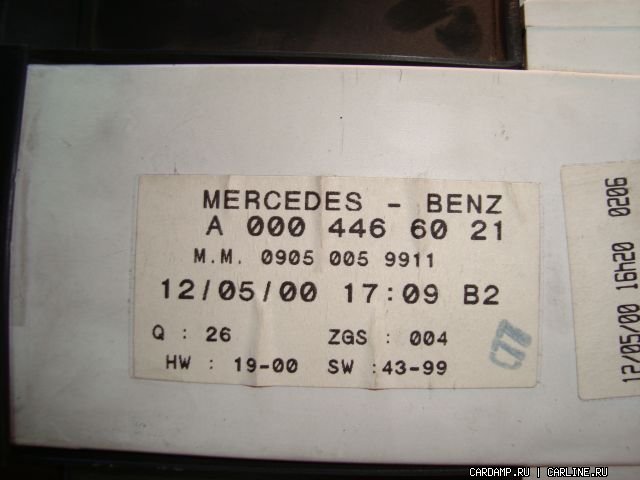 MERCEDES - BENZ
A 000 446 60 21
M.M. 0905 005 9911
12/05/00 17:09 B2
Q : 26 ZGS : 004
HW : 19-00 SW :43-99
12/05/00 16h20 0206
CARDAMP.RU | CARLINE.RU